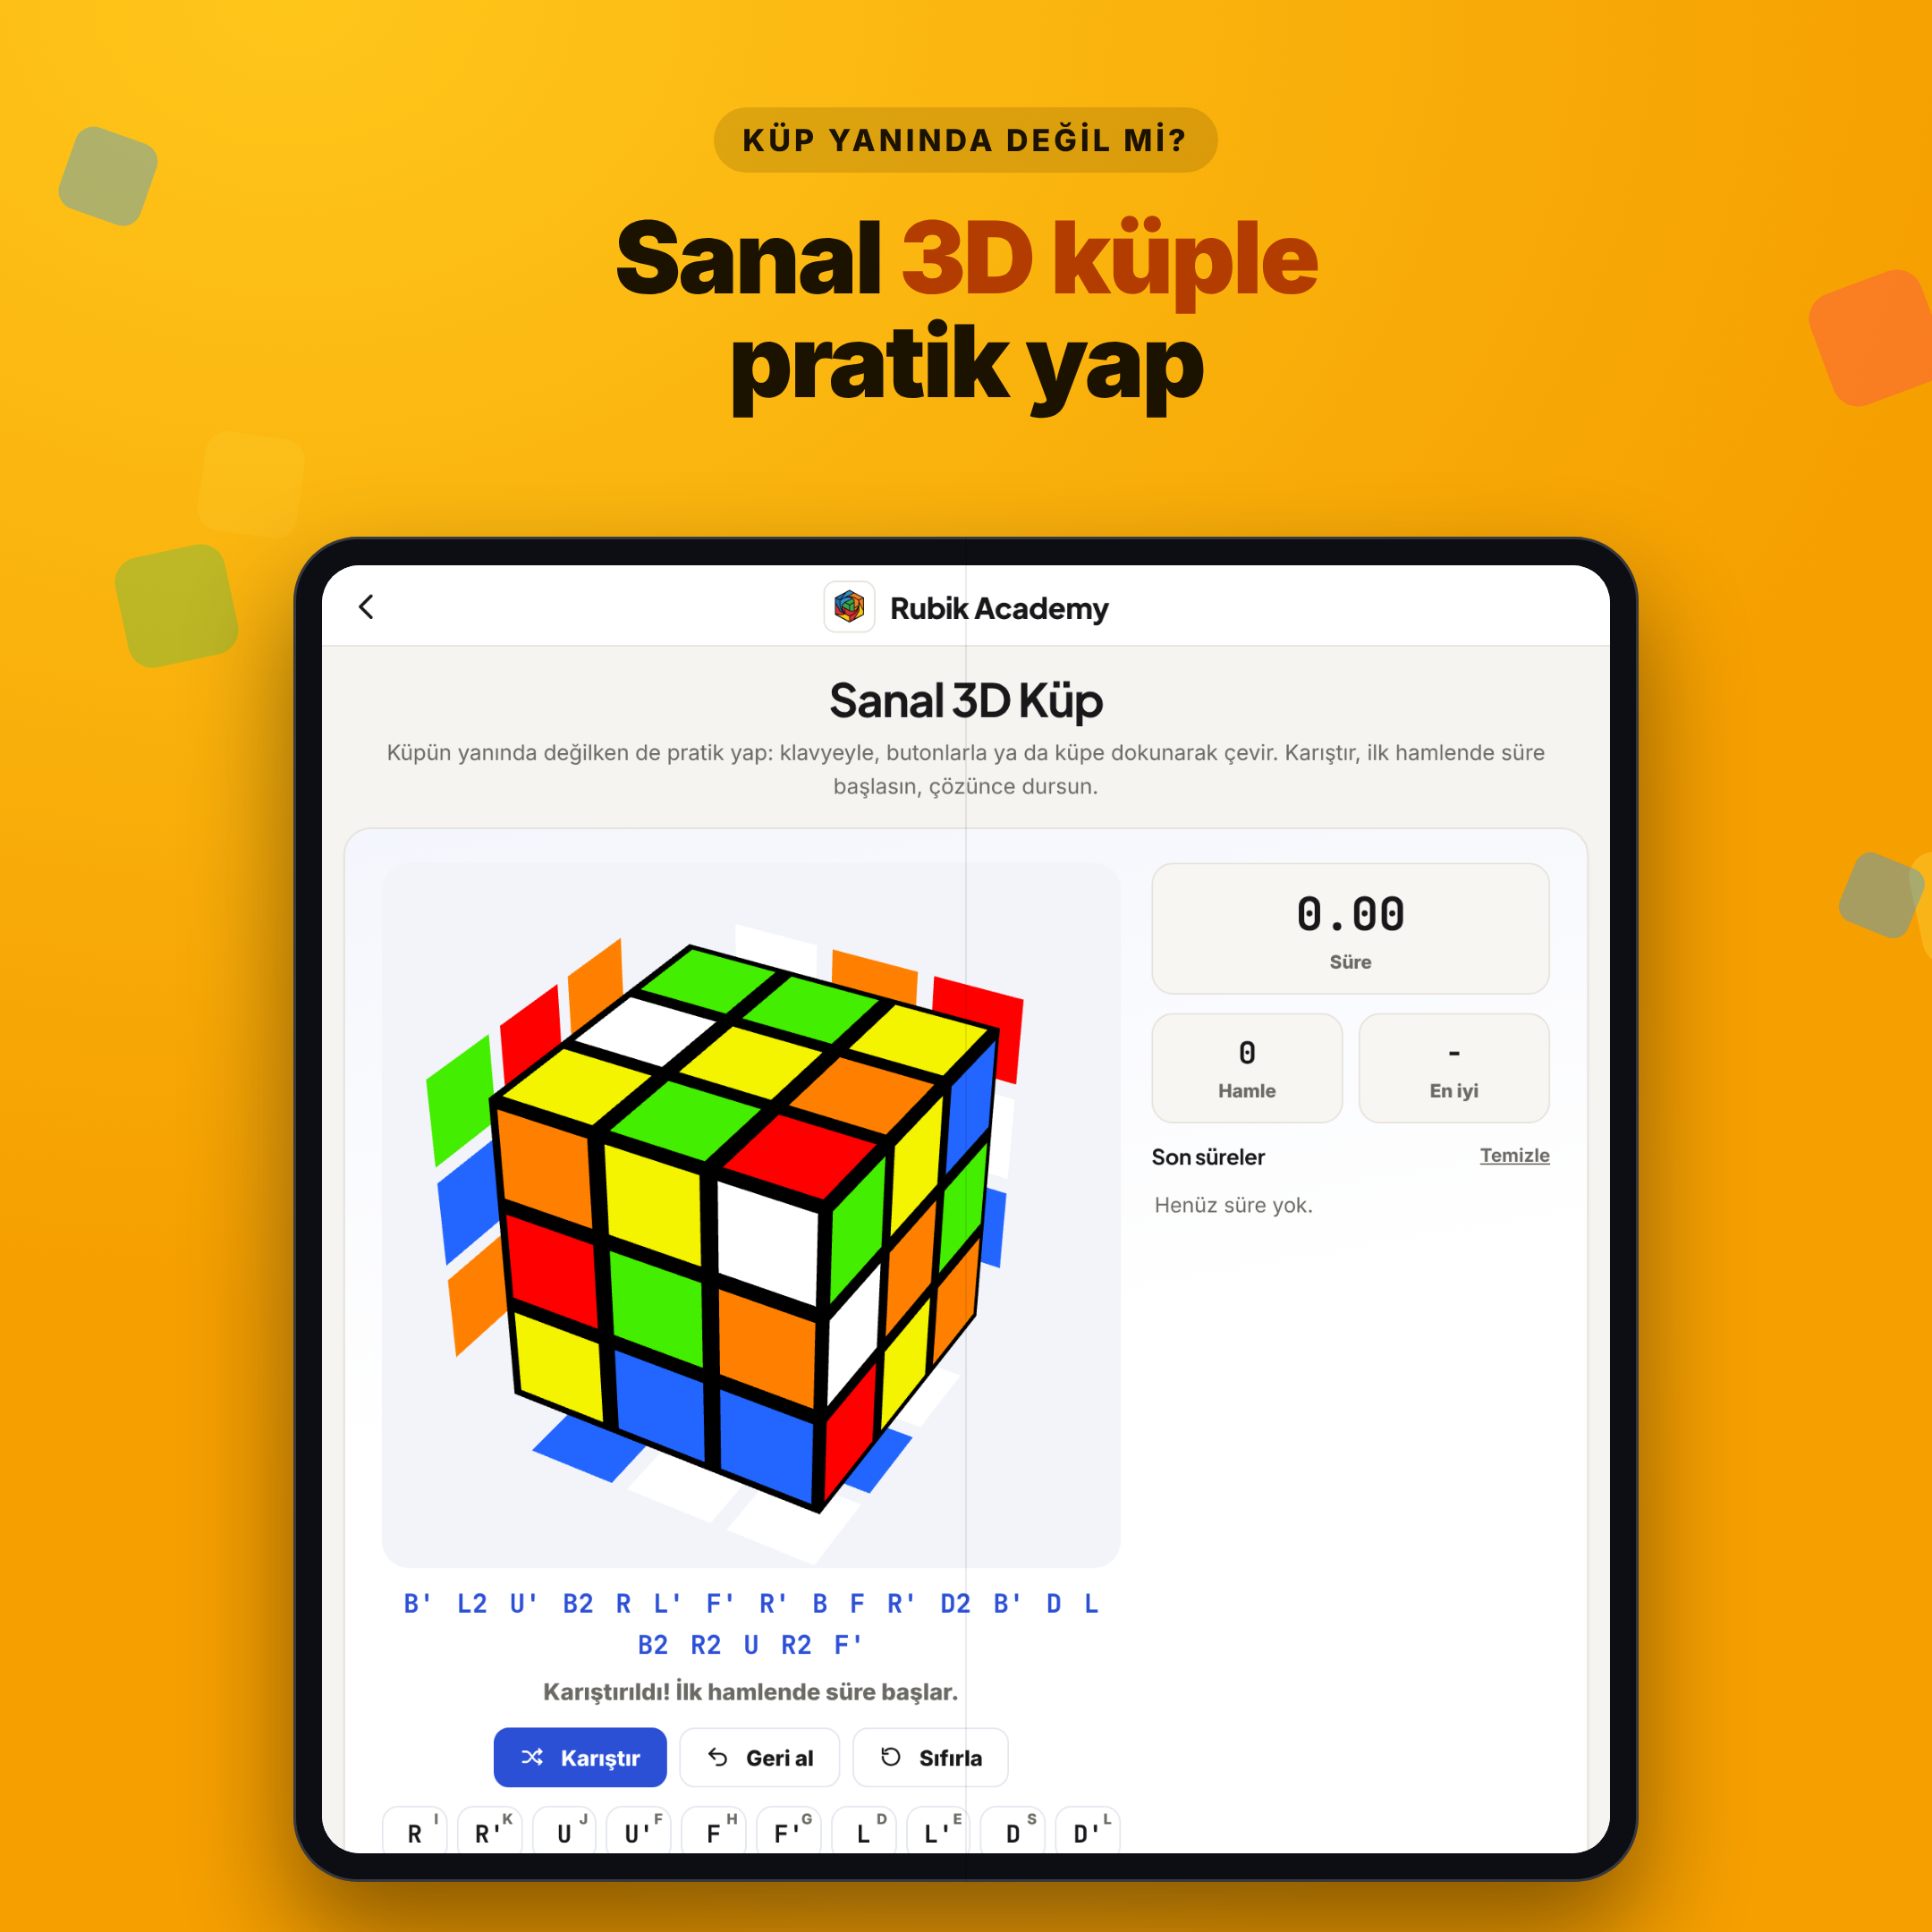 KÜP YANINDA DEĞİL Mİ?
Sanal 3D küple
pratik yap
Rubik Academy
Sanal 3D Küp
Küpün yanında değilken de pratik yap: klavyeyle, butonlarla ya da küpe dokunarak çevir. Karıştır, ilk hamlende süre
başlasın, çözünce dursun.
0.00
Süre
0
Hamle
-
En iyi
Son süreler
Temizle
Henüz süre yok.
B' L2 U' B2 R L' F' R' B F R' D2 B' D L
B2 R2 U R2 F'
Karıştırıldı! İlk hamlende süre başlar.
Karıştır
Geri al
Sıfırla
R I R' K U J U' F F H F' G L D L' E D S D' L